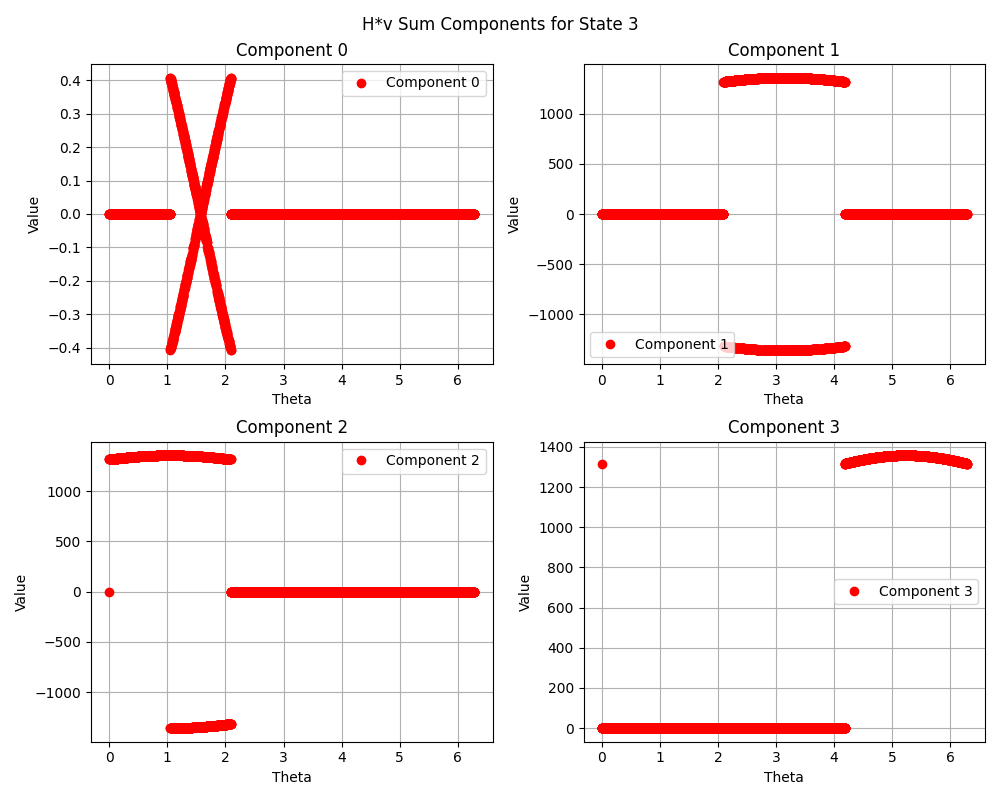 H*v Sum Components for State 3
Component 0
0.4
0.3
0.2
0.1
0.0
−0.1
−0.2
−0.3
−0.4
Value
Component 0
0 1 2 3 4 5 6
Theta
Component 1
1000
500
0
−500
−1000
Value
Component 1
0 1 2 3 4 5 6
Theta
Component 2
1000
500
0
−500
−1000
Value
Component 2
0 1 2 3 4 5 6
Theta
Component 3
1400
1200
1000
800
600
400
200
0
Value
Component 3
0 1 2 3 4 5 6
Theta